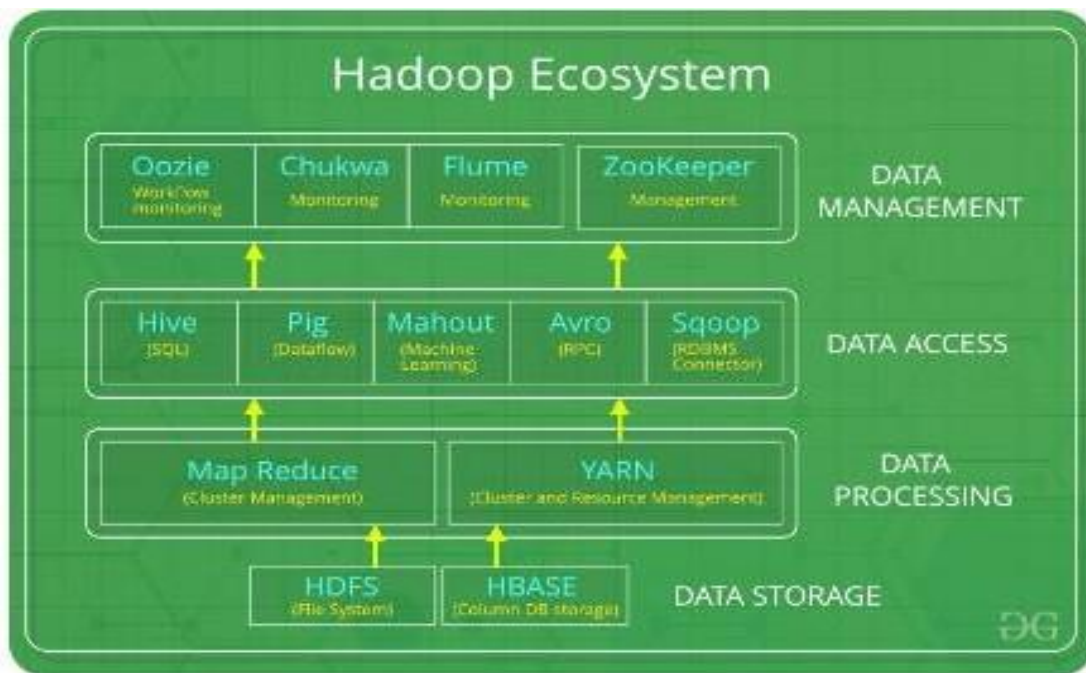 Hadoop Ecosystem
Oozie
Workflow
monitoring
Chukwa
Monitoring
Flume
Monitoring
ZooKeeper
Management
DATA
MANAGEMENT
Hive
(SQL)
Pig
(Dataflow)
Mahout
(Machine
Learning)
Avro
(RPC)
Sqoop
(RDBMS
Connector)
DATA ACCESS
Map Reduce
(Cluster Management)
YARN
(Cluster and Resource Management)
DATA
PROCESSING
HDFS
(File System)
HBASE
(Column DB storage)
DATA STORAGE
GG